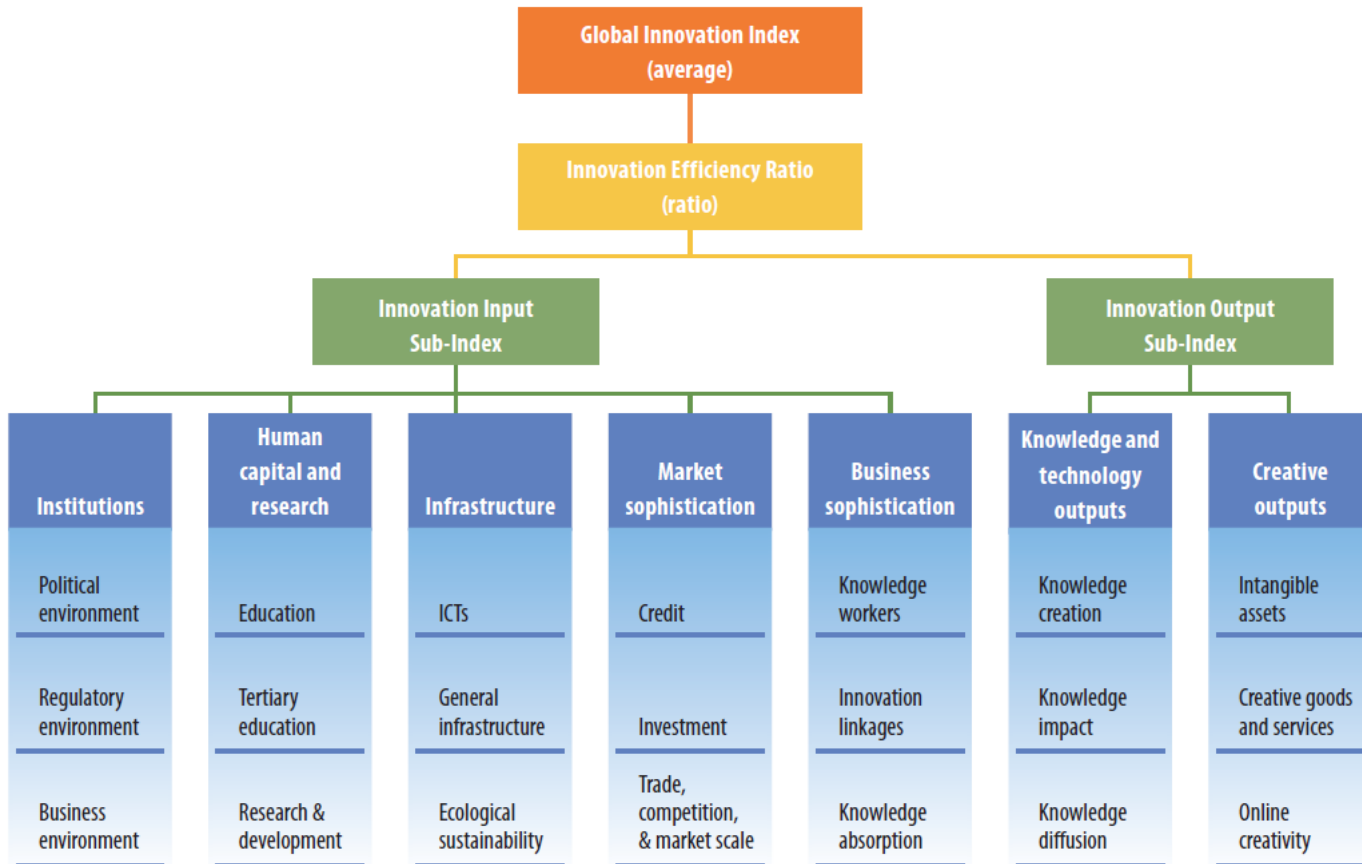 Global Innovation Index
(average)
Innovation Efficiency Ratio
(ratio)
Innovation Input
Sub-Index
Innovation Output
Sub-Index
Institutions
Human
capital and
research
Infrastructure
Market
sophistication
Business
sophistication
Knowledge and
technology
outputs
Creative
outputs
Political
environment
Education
ICTs
Credit
Knowledge
workers
Knowledge
creation
Intangible
assets
Regulatory
environment
Tertiary
education
General
infrastructure
Investment
Innovation
linkages
Knowledge
impact
Creative goods
and services
Business
environment
Research &
development
Ecological
sustainability
Trade,
competition,
& market scale
Knowledge
absorption
Knowledge
diffusion
Online
creativity